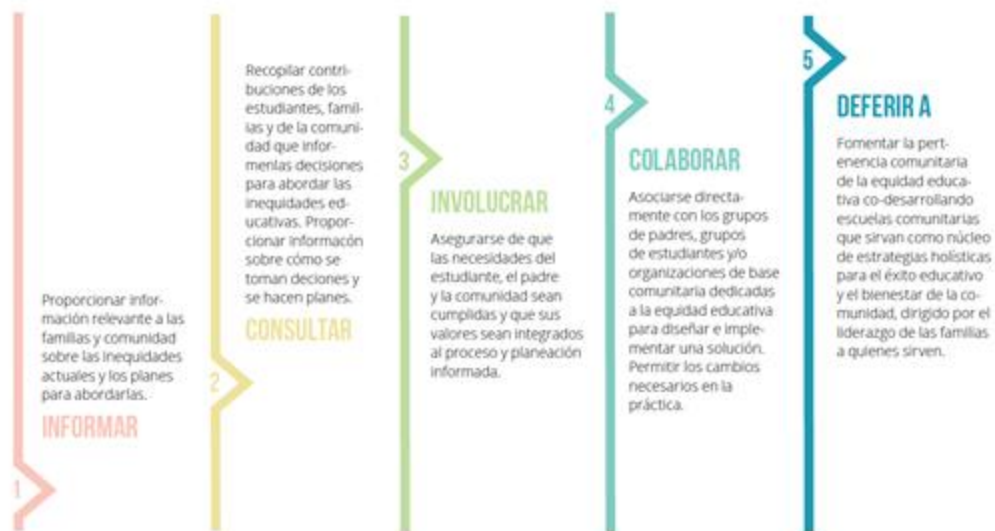 1
Proporcionar infor-
mación relevante a las
familias y comunidad
sobre las inequidades
actuales y los planes
para abordarlas.
INFORMAR
2
Recopilar contri-
buciones de los
estudiantes, famil-
ias y de la comuni-
dad que infor-
menlas decisiones
para abordar las
inequidades ed-
ucativas. Propor-
cionar informacón
sobre cómo se
toman deciones y
se hacen planes.
CONSULTAR
3
INVOLUCRAR
Asegurarse de que
las necesidades del
estudiante, el padre
y la comunidad sean
cumplidas y que sus
valores sean integrados
al proceso y planeación
informada.
4
COLABORAR
Asociarse directa-
mente con los grupos
de padres, grupos
de estudiantes y/o
organizaciones de base
comunitaria dedicadas
a la equidad educativa
para diseñar e imple-
mentar una solución.
Permitir los cambios
necesarios en la
práctica.
5
DEFERIR A
Fomentar la pert-
enencia comunitaria
de la equidad educa-
tiva co-desarrollando
escuelas comunitarias
que sirvan como núcleo
de estrategias holísticas
para el éxito educativo
y el bienestar de la co-
munidad, dirigido por el
liderazgo de las familias
a quienes sirven.